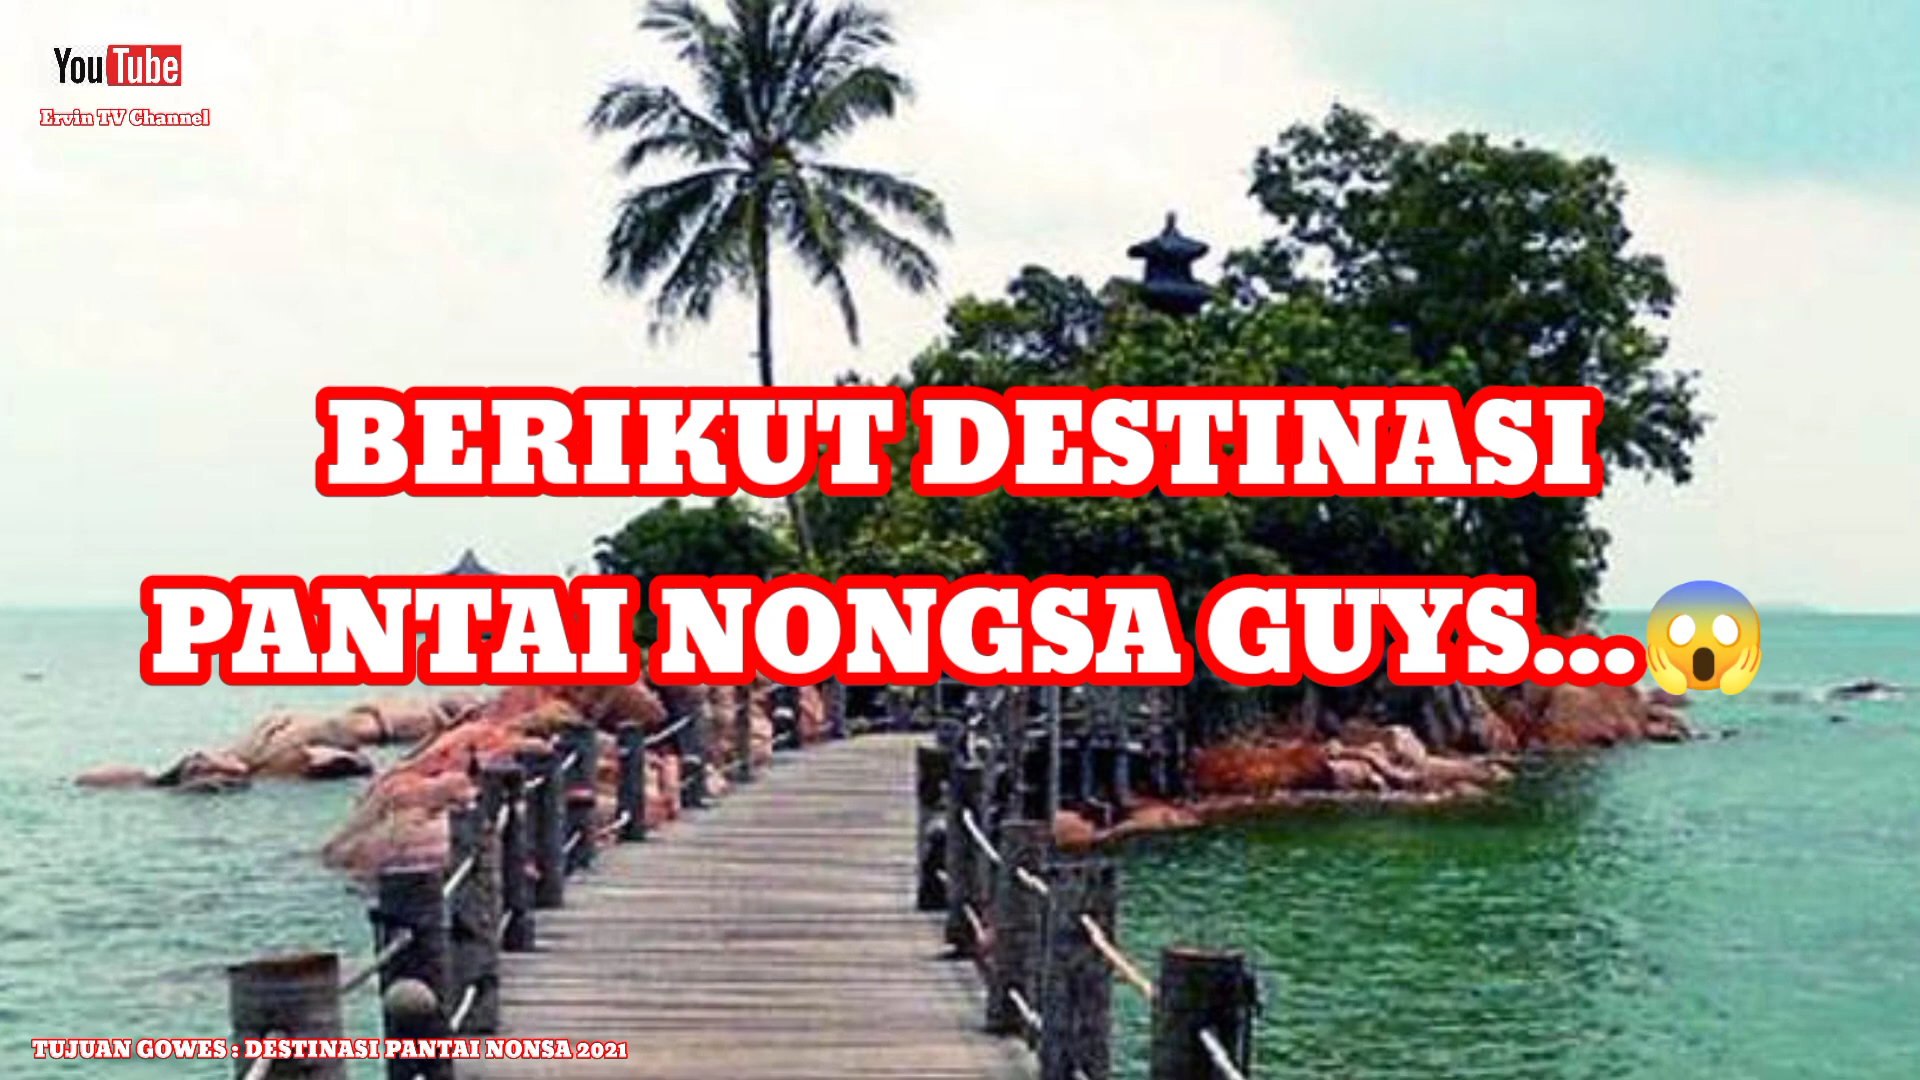 YouTube
Ervin TV Channel
BERIKUT DESTINASI
PANTAI NONGSA GUYS...😱
TUJUAN GOWES : DESTINASI PANTAI NONSA 2021